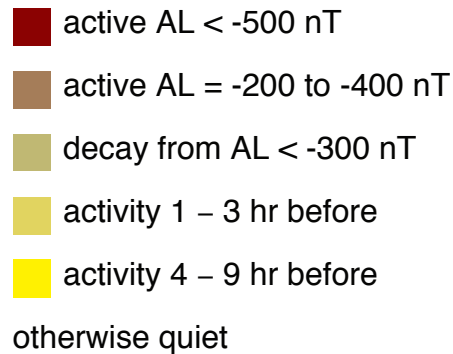 active AL < -500 nT
active AL = -200 to -400 nT
decay from AL < -300 nT
activity 1 – 3 hr before
activity 4 – 9 hr before
otherwise quiet